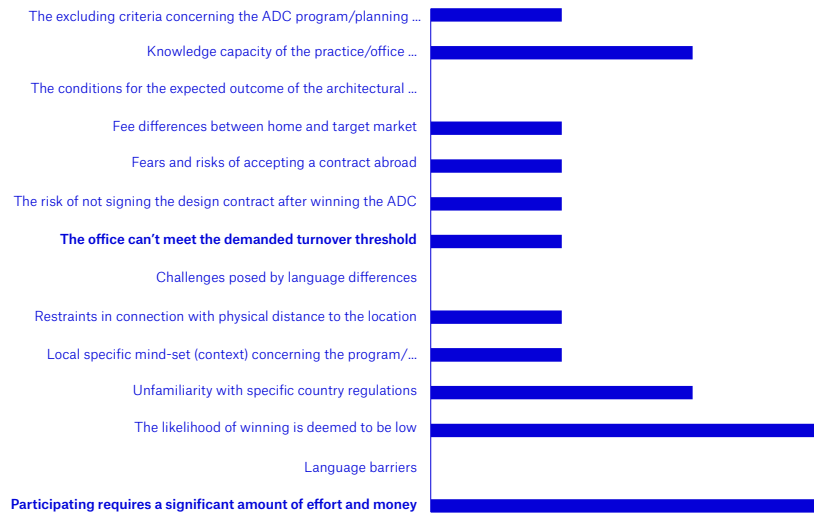 The excluding criteria concerning the ADC program/planning ...
Knowledge capacity of the practice/office ...
The conditions for the expected outcome of the architectural ...
Fee differences between home and target market
Fears and risks of accepting a contract abroad
The risk of not signing the design contract after winning the ADC
The office can’t meet the demanded turnover threshold
Challenges posed by language differences
Restraints in connection with physical distance to the location
Local specific mind-set (context) concerning the program/...
Unfamiliarity with specific country regulations
The likelihood of winning is deemed to be low
Language barriers
Participating requires a significant amount of effort and money